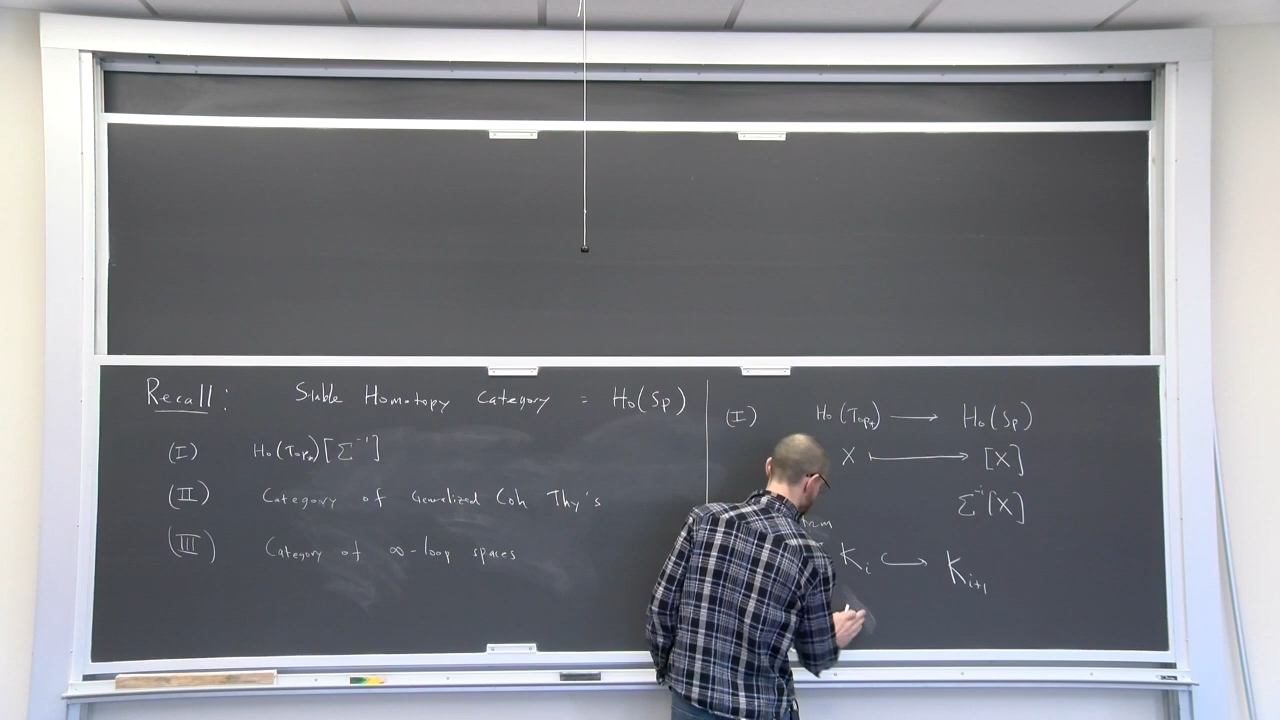 Recall: Stable Homotopy Category = Ho(Sp)
(I) Ho(Top*)[Σ⁻¹]
(II) Category of Generalized Coh Thy's
(III) Category of ∞-loop spaces
(I) Ho(Top*) ⟶ Ho(Sp)
X ⟼ [X]
Σ⁻ⁱ[X]
Kᵢ ↪ Kᵢ₊₁